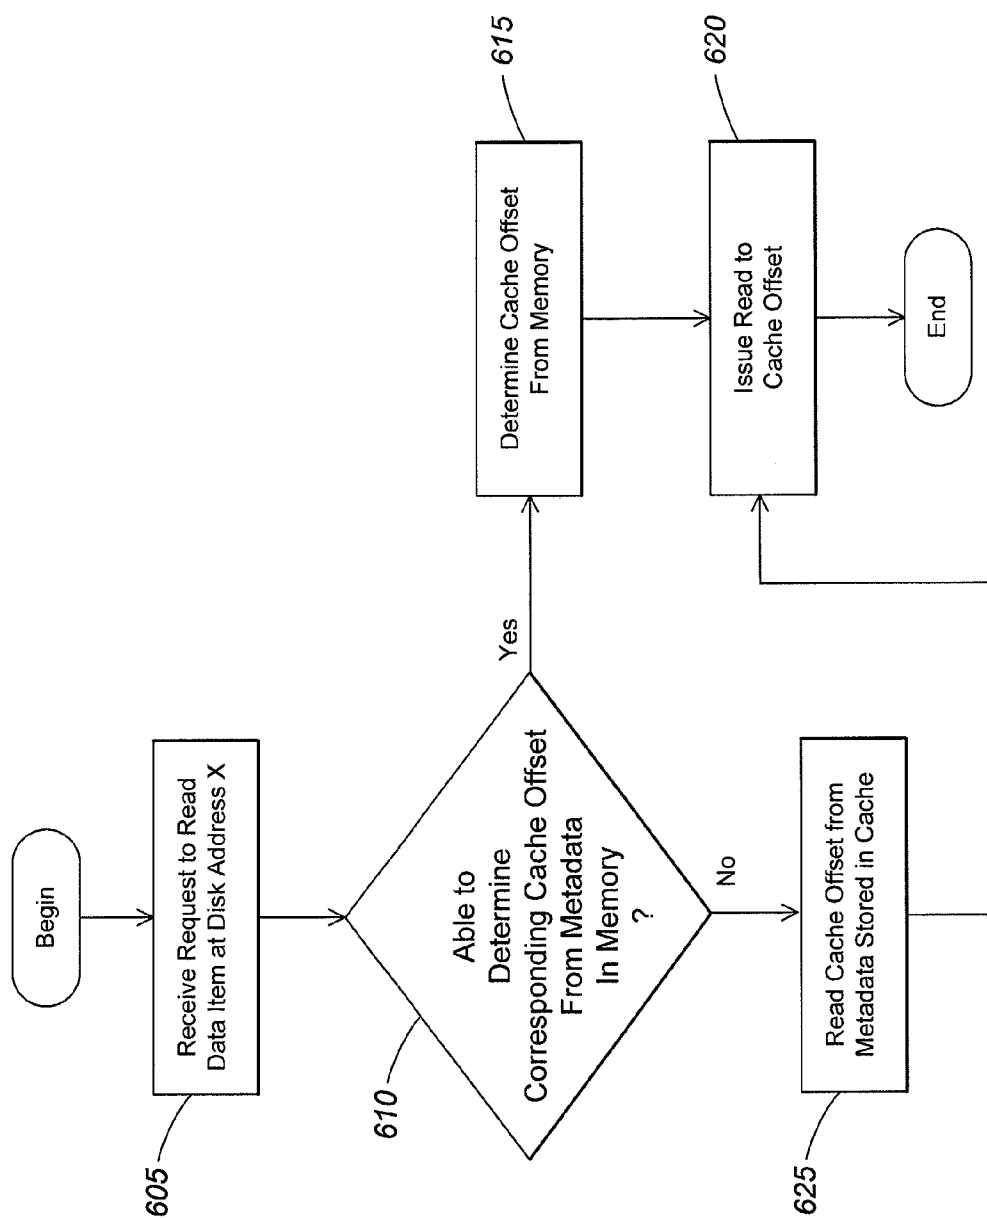 Begin
Receive Request to Read
Data Item at Disk Address X
605
Able to
Determine
Corresponding Cache Offset
From Metadata
In Memory
?
610
Yes
Determine Cache Offset
From Memory
615
Issue Read to
Cache Offset
620
End
No
Read Cache Offset from
Metadata Stored in Cache
625